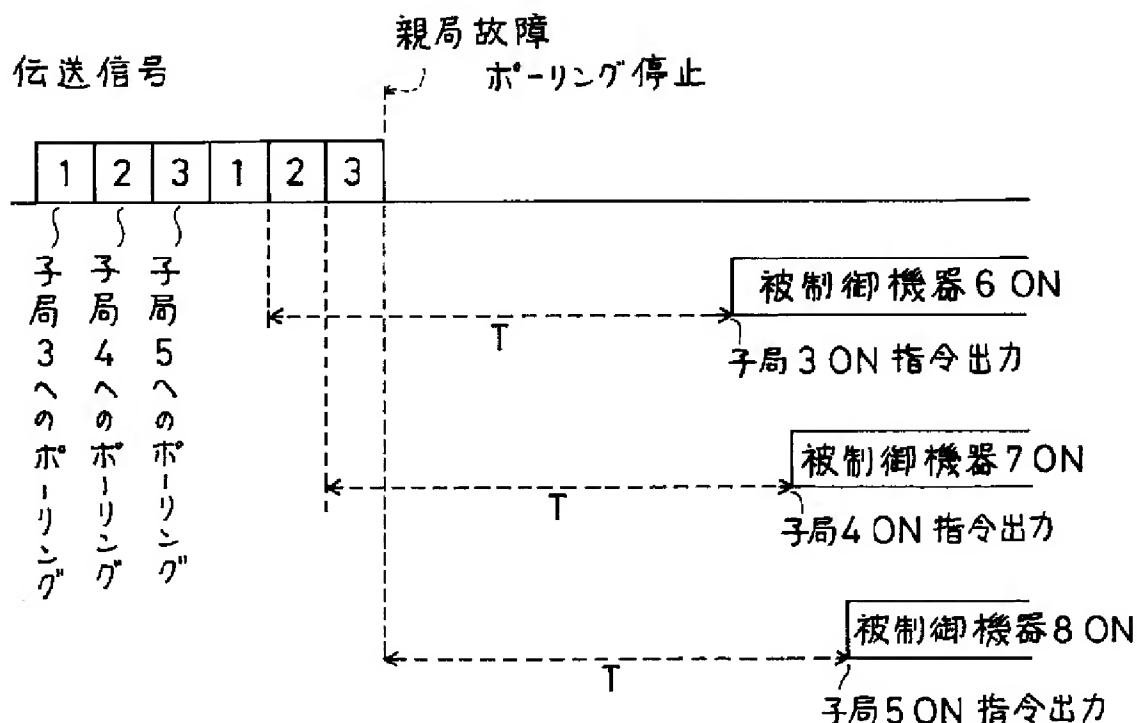 親局故障
ポーリング停止
伝送信号
1 2 3 1 2 3
子局3へのポーリング
子局4へのポーリング
子局5へのポーリング
被制御機器6 ON
T
子局3 ON 指令出力
被制御機器7 ON
T
子局4 ON 指令出力
被制御機器8 ON
T
子局5 ON 指令出力